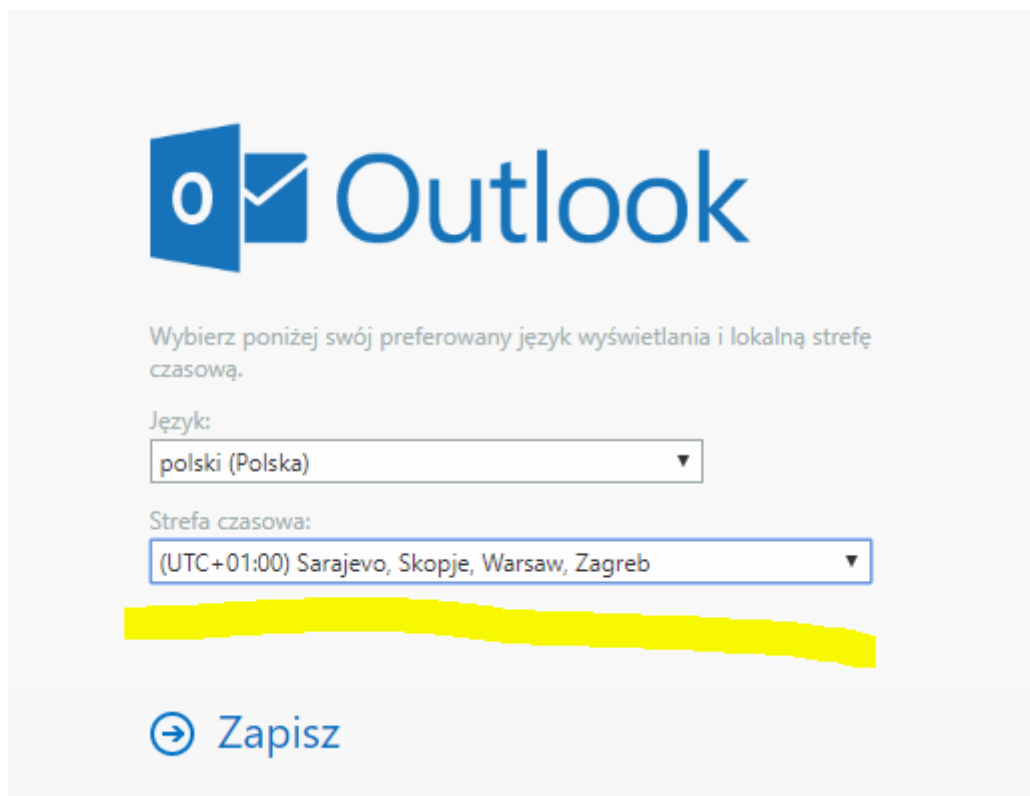 Outlook
Wybierz poniżej swój preferowany język wyświetlania i lokalną strefę
czasową.
Język:
polski (Polska)
Strefa czasowa:
(UTC+01:00) Sarajevo, Skopje, Warsaw, Zagreb
Zapisz